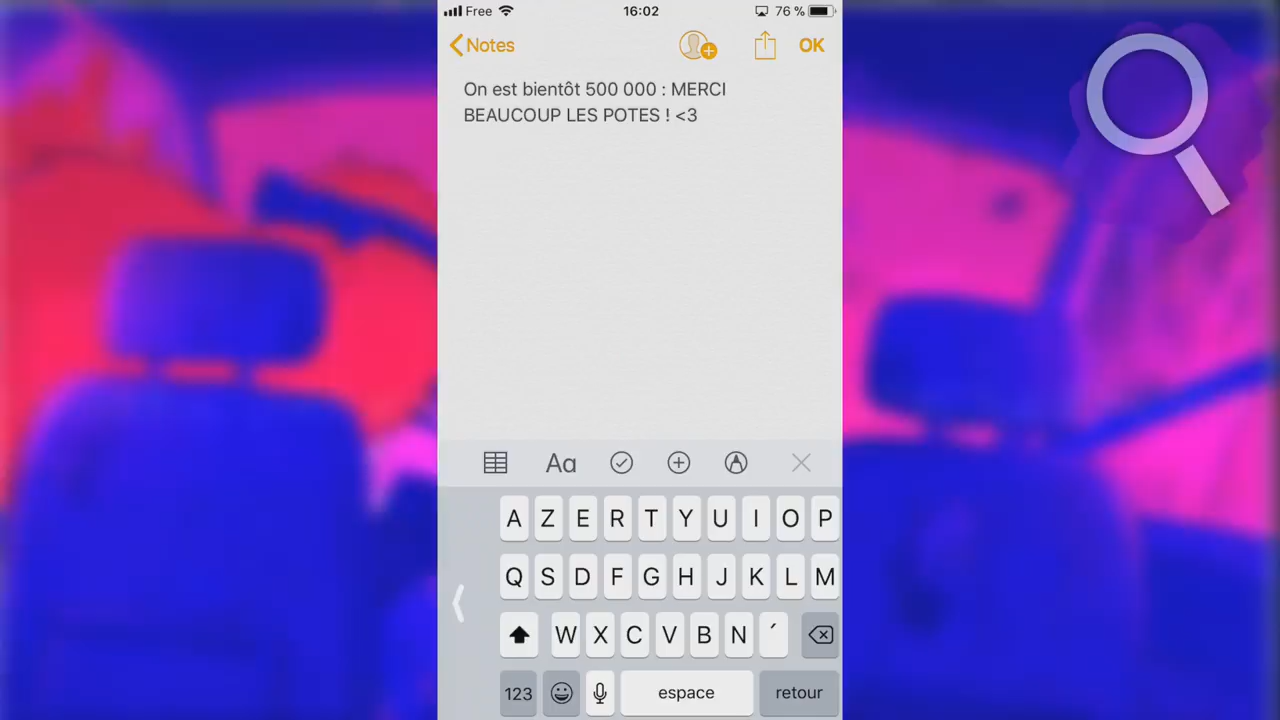 Free 16:02 76 %
Notes OK
On est bientôt 500 000 : MERCI
BEAUCOUP LES POTES ! <3
Aa
A Z E R T Y U I O P
Q S D F G H J K L M
W X C V B N ´
123 espace retour